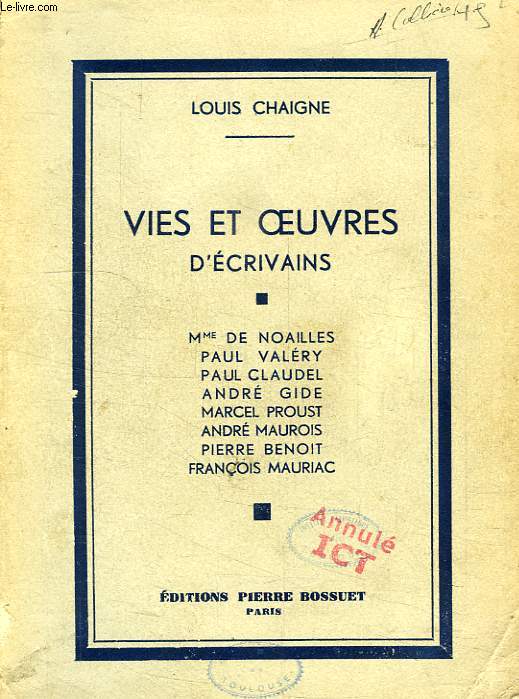 Le-livre.com
LOUIS CHAIGNE
VIES ET ŒUVRES
D'ÉCRIVAINS
MME DE NOAILLES
PAUL VALÉRY
PAUL CLAUDEL
ANDRÉ GIDE
MARCEL PROUST
ANDRÉ MAUROIS
PIERRE BENOIT
FRANÇOIS MAURIAC
Annulé
ICT
ÉDITIONS PIERRE BOSSUET
PARIS
TOULOUSE